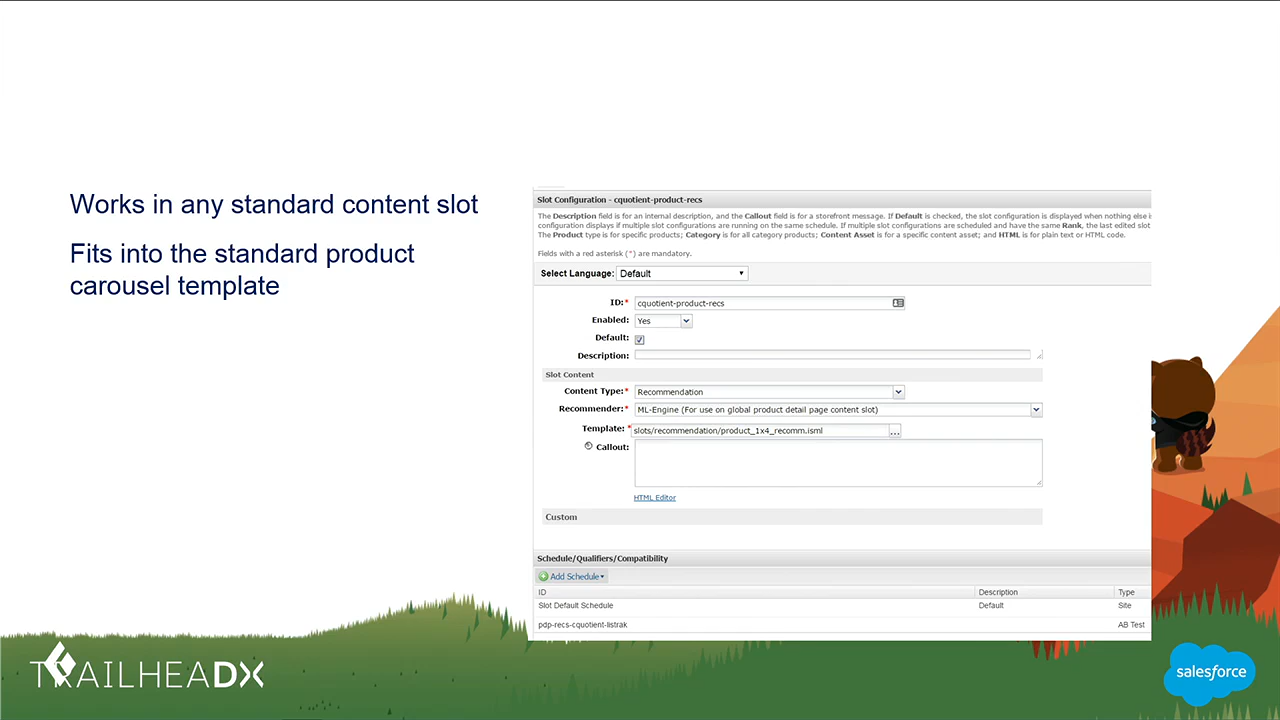 Works in any standard content slot
Fits into the standard product
carousel template
Slot Configuration - cquotient-product-recs
The Description field is for an internal description, and the Callout field is for a storefront message. If Default is checked, the slot configuration is displayed when nothing else is
configuration displays if multiple slot configurations are running on the same schedule. If multiple slot configurations are scheduled and have the same Rank, the last edited slot
The Product type is for specific products; Category is for all category products; Content Asset is for a specific content asset; and HTML is for plain text or HTML code.
Fields with a red asterisk (*) are mandatory.
Select Language: Default
ID:* cquotient-product-recs
Enabled: Yes
Default:
Description:
Slot Content
Content Type:* Recommendation
Recommender:* ML-Engine (For use on global product detail page content slot)
Template: * slots/recommendation/product_1x4_recomm.isml ...
Callout:
HTML Editor
Custom
Schedule/Qualifiers/Compatibility
Add Schedule
ID Description Type
Slot Default Schedule Default Site
pdp-recs-cquotient-listrak AB Test
TRAILHEADX
salesforce